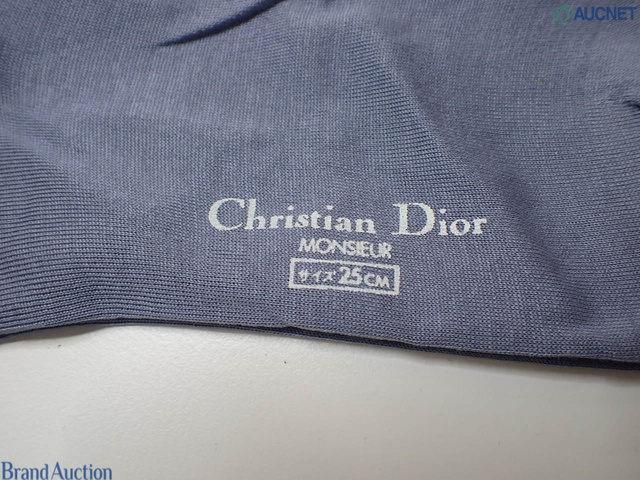 AUCNET
Christian Dior
MONSIEUR
サイズ 25CM
Brand Auction